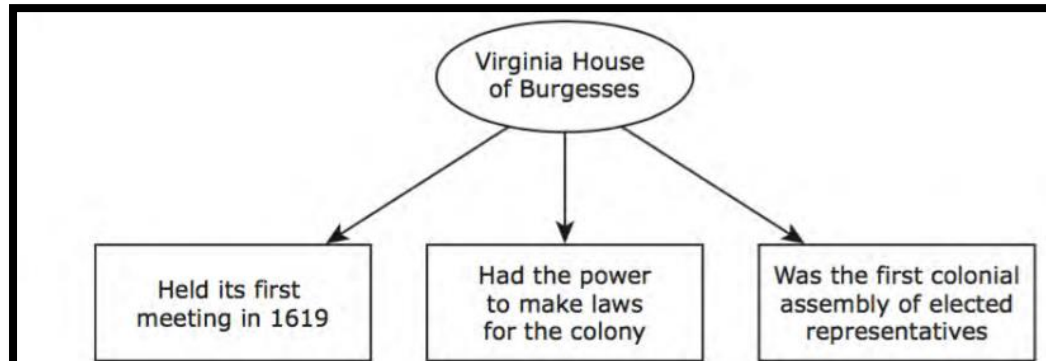 Virginia House
of Burgesses
Held its first
meeting in 1619
Had the power
to make laws
for the colony
Was the first colonial
assembly of elected
representatives